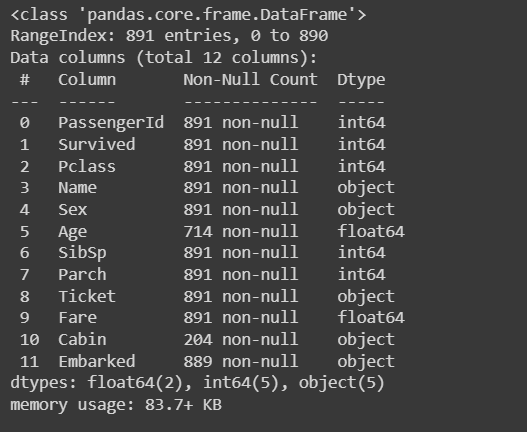 <class 'pandas.core.frame.DataFrame'>
RangeIndex: 891 entries, 0 to 890
Data columns (total 12 columns):
 #   Column       Non-Null Count  Dtype
---  ------       --------------  -----
 0   PassengerId  891 non-null    int64
 1   Survived     891 non-null    int64
 2   Pclass       891 non-null    int64
 3   Name         891 non-null    object
 4   Sex          891 non-null    object
 5   Age          714 non-null    float64
 6   SibSp        891 non-null    int64
 7   Parch        891 non-null    int64
 8   Ticket       891 non-null    object
 9   Fare         891 non-null    float64
 10  Cabin        204 non-null    object
 11  Embarked     889 non-null    object
dtypes: float64(2), int64(5), object(5)
memory usage: 83.7+ KB